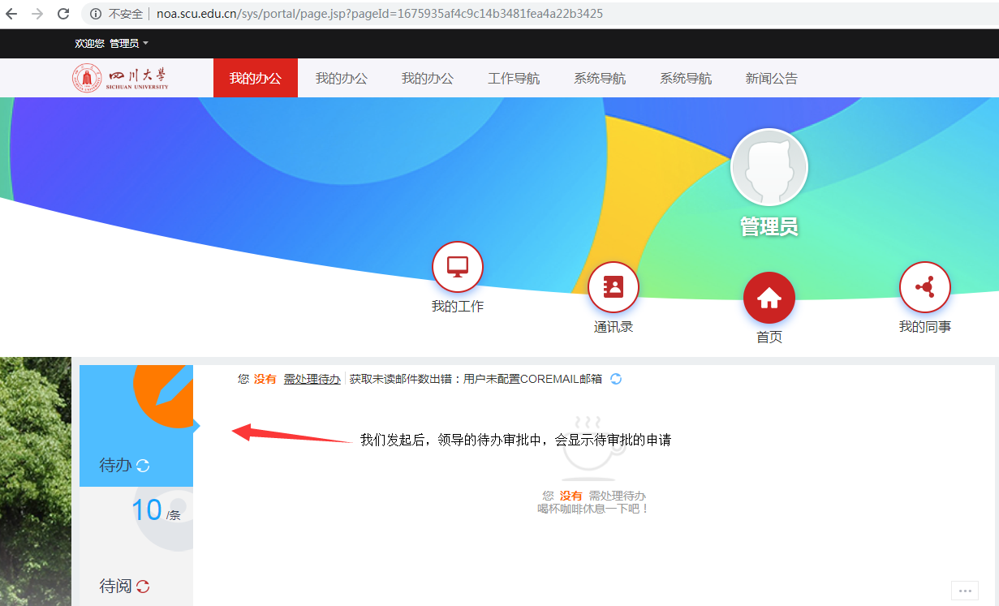 不安全 noa.scu.edu.cn/sys/portal/page.jsp?pageId=1675935af4c9c14b3481fea4a22b3425
欢迎您 管理员
四川大学
SICHUAN UNIVERSITY
我的办公 我的办公 我的办公 工作导航 系统导航 系统导航 新闻公告
管理员
我的工作
通讯录
首页
我的同事
您 没有 需处理待办 获取未读邮件数出错：用户未配置COREMAIL邮箱
我们发起后，领导的待办审批中，会显示待审批的申请
待办
您 没有 需处理待办
喝杯咖啡休息一下吧！
10 /条
待阅